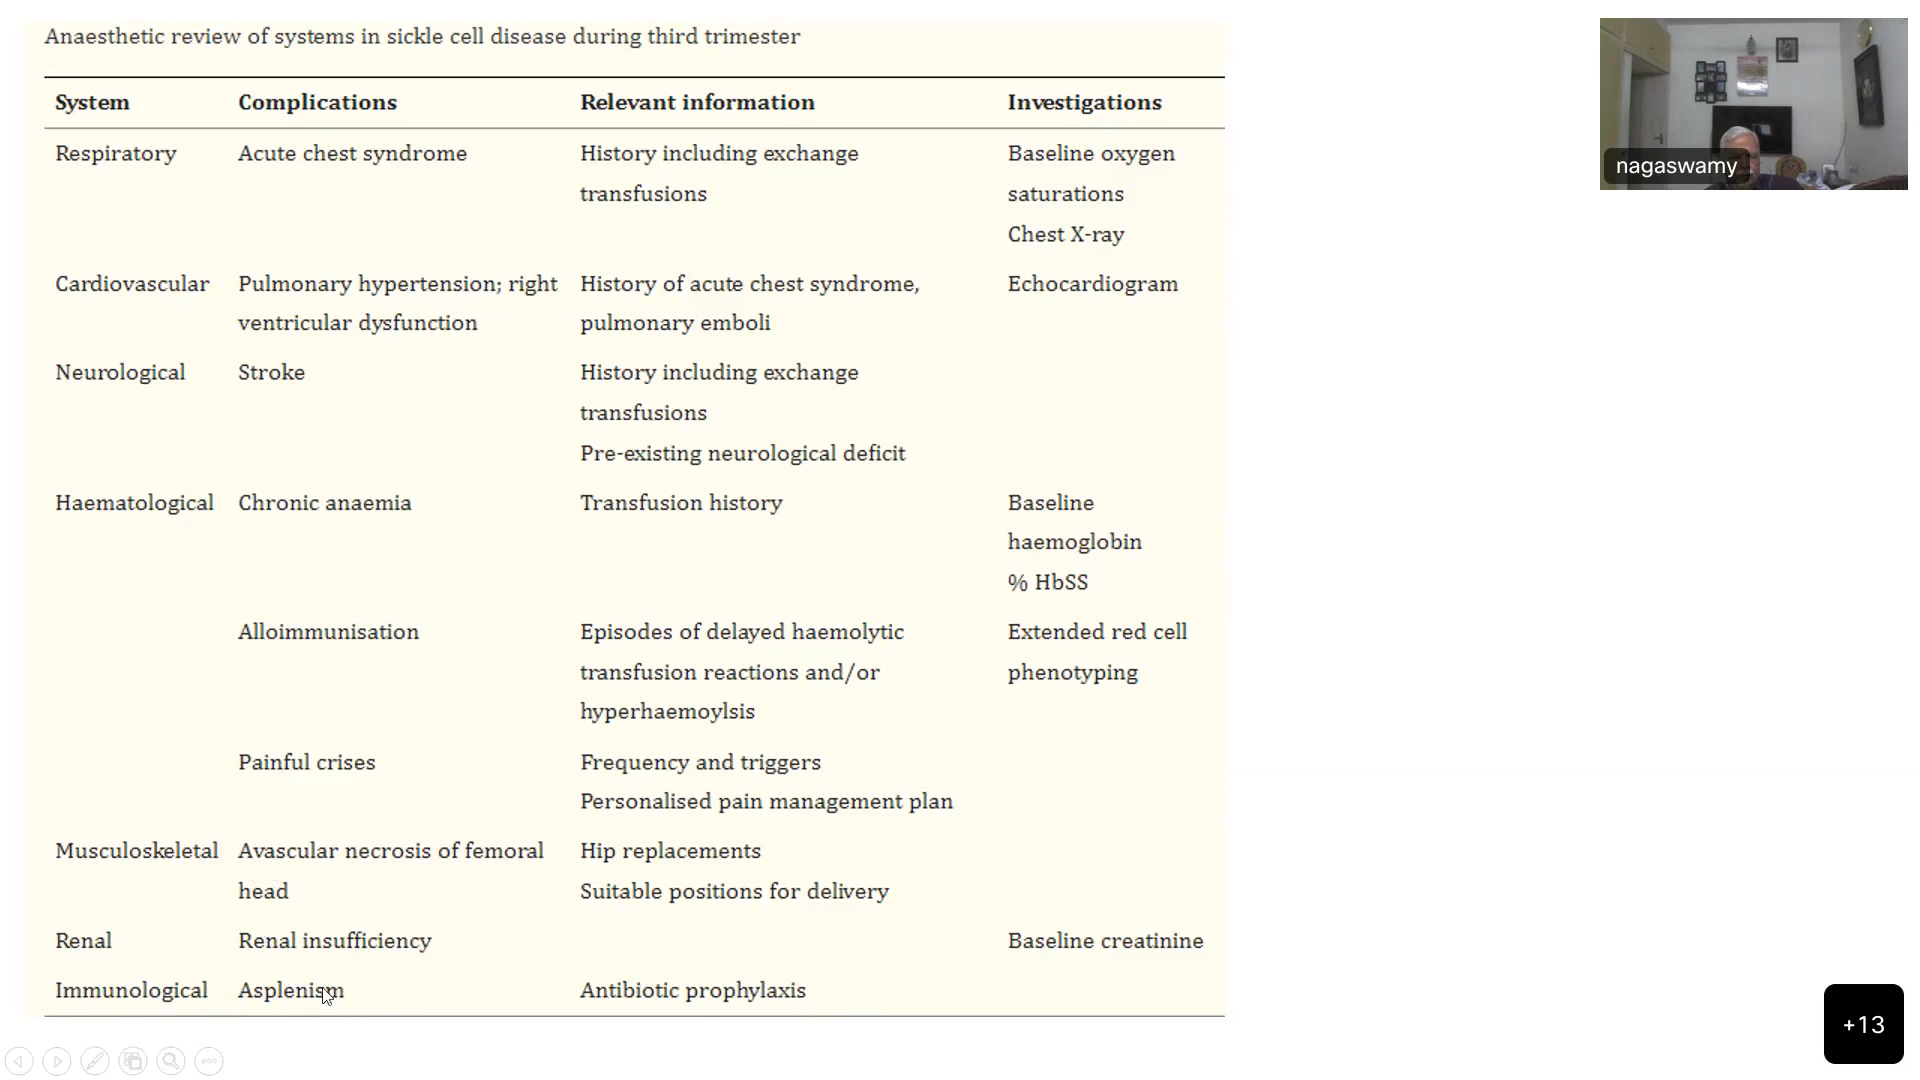 Anaesthetic review of systems in sickle cell disease during third trimester
System Complications Relevant information Investigations
Respiratory Acute chest syndrome History including exchange Baseline oxygen
transfusions saturations
Chest X-ray
Cardiovascular Pulmonary hypertension; right History of acute chest syndrome, Echocardiogram
ventricular dysfunction pulmonary emboli
Neurological Stroke History including exchange
transfusions
Pre-existing neurological deficit
Haematological Chronic anaemia Transfusion history Baseline
haemoglobin
% HbSS
Alloimmunisation Episodes of delayed haemolytic Extended red cell
transfusion reactions and/or phenotyping
hyperhaemoylsis
Painful crises Frequency and triggers
Personalised pain management plan
Musculoskeletal Avascular necrosis of femoral Hip replacements
head Suitable positions for delivery
Renal Renal insufficiency Baseline creatinine
Immunological Asplenism Antibiotic prophylaxis
nagaswamy
+13